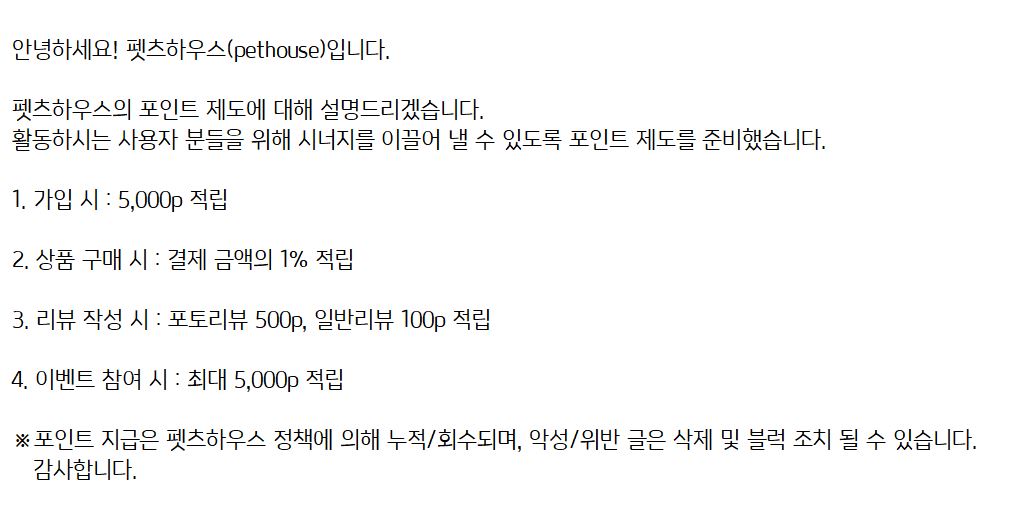 안녕하세요! 펫츠하우스(pethouse)입니다.
펫츠하우스의 포인트 제도에 대해 설명드리겠습니다.
활동하시는 사용자 분들을 위해 시너지를 이끌어 낼 수 있도록 포인트 제도를 준비했습니다.
1. 가입 시 : 5,000p 적립
2. 상품 구매 시 : 결제 금액의 1% 적립
3. 리뷰 작성 시 : 포토리뷰 500p, 일반리뷰 100p 적립
4. 이벤트 참여 시 : 최대 5,000p 적립
※ 포인트 지급은 펫츠하우스 정책에 의해 누적/회수되며, 악성/위반 글은 삭제 및 블럭 조치 될 수 있습니다.
감사합니다.